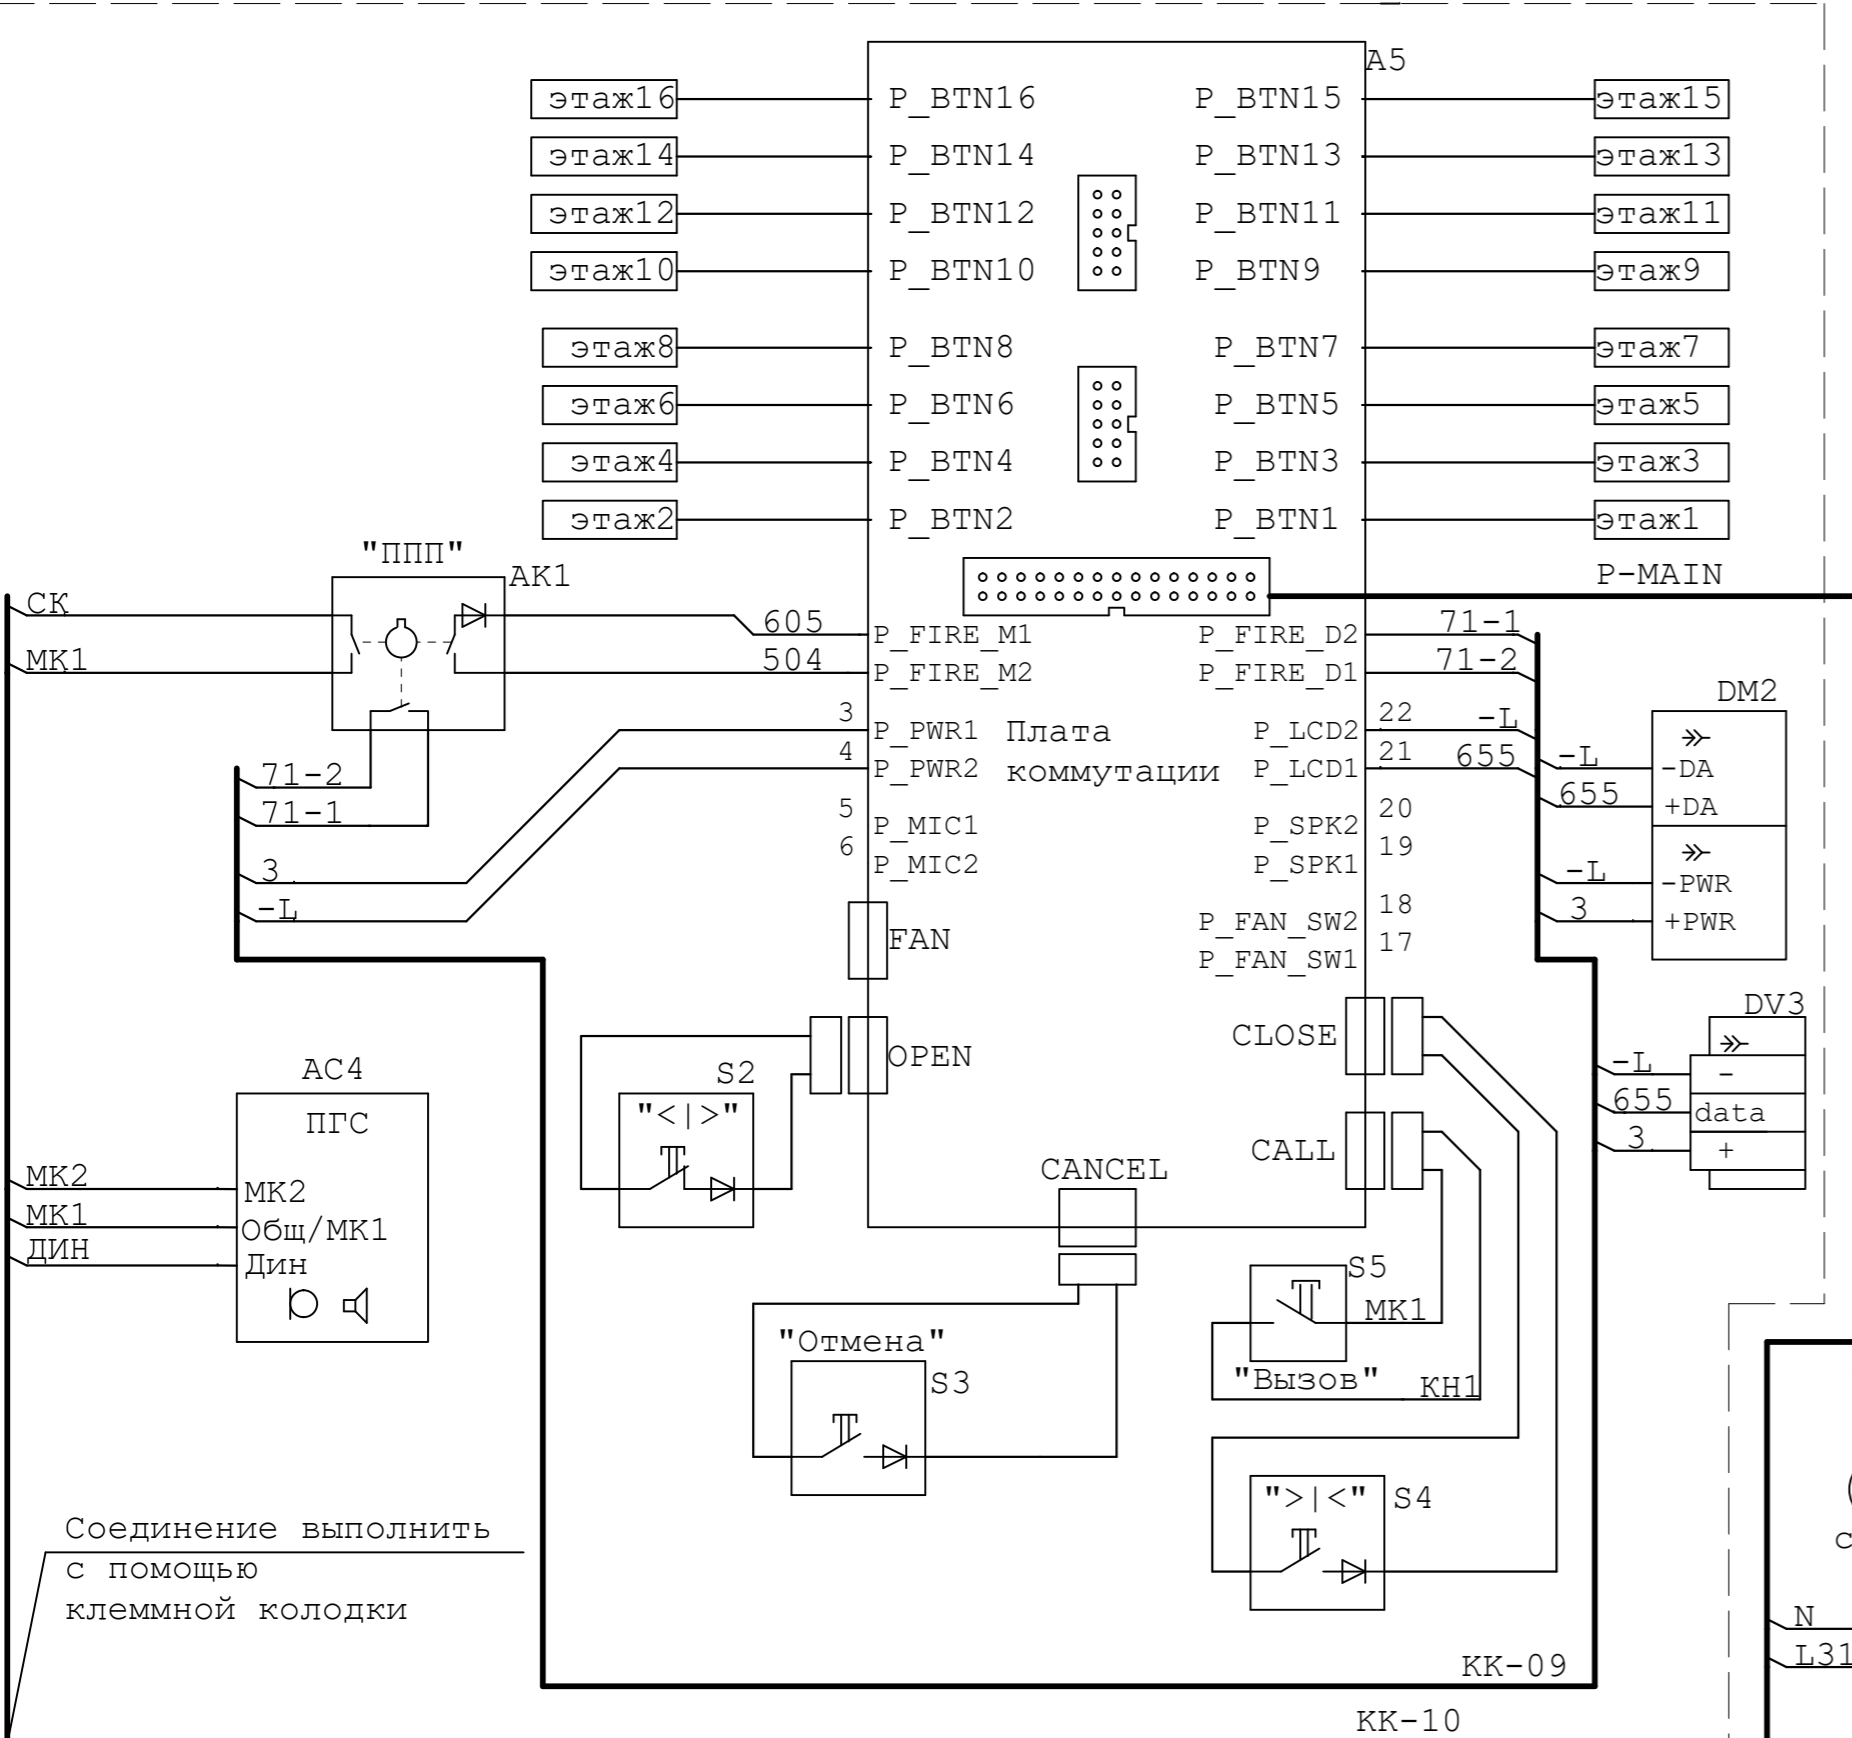 A5
этаж16 P_BTN16 P_BTN15 этаж15
этаж14 P_BTN14 P_BTN13 этаж13
этаж12 P_BTN12 P_BTN11 этаж11
этаж10 P_BTN10 P_BTN9 этаж9
этаж8 P_BTN8 P_BTN7 этаж7
этаж6 P_BTN6 P_BTN5 этаж5
этаж4 P_BTN4 P_BTN3 этаж3
этаж2 P_BTN2 P_BTN1 этаж1
"ППП"
АК1
P-MAIN
СК
605 P_FIRE_M1 P_FIRE_D2 71-1
МК1
504 P_FIRE_M2 P_FIRE_D1 71-2
DM2
3 P_PWR1 Плата P_LCD2 22 -L
4 P_PWR2 коммутации P_LCD1 21 655
-L -DA
655 +DA
71-2
71-1
5 P_MIC1 P_SPK2 20
6 P_MIC2 P_SPK1 19
3
-L
-L -PWR
3 +PWR
P_FAN_SW2 18
P_FAN_SW1 17
FAN
DV3
CLOSE
OPEN
-L -
655 data
3 +
АС4
ПГС
S2
"<|>"
CALL
CANCEL
МК2 МК2
МК1 Общ/МК1
ДИН Дин
S5
МК1
"Вызов" КН1
"Отмена"
S3
">|<" S4
Соединение выполнить
с помощью
клеммной колодки
N
L31
КК-09
КК-10